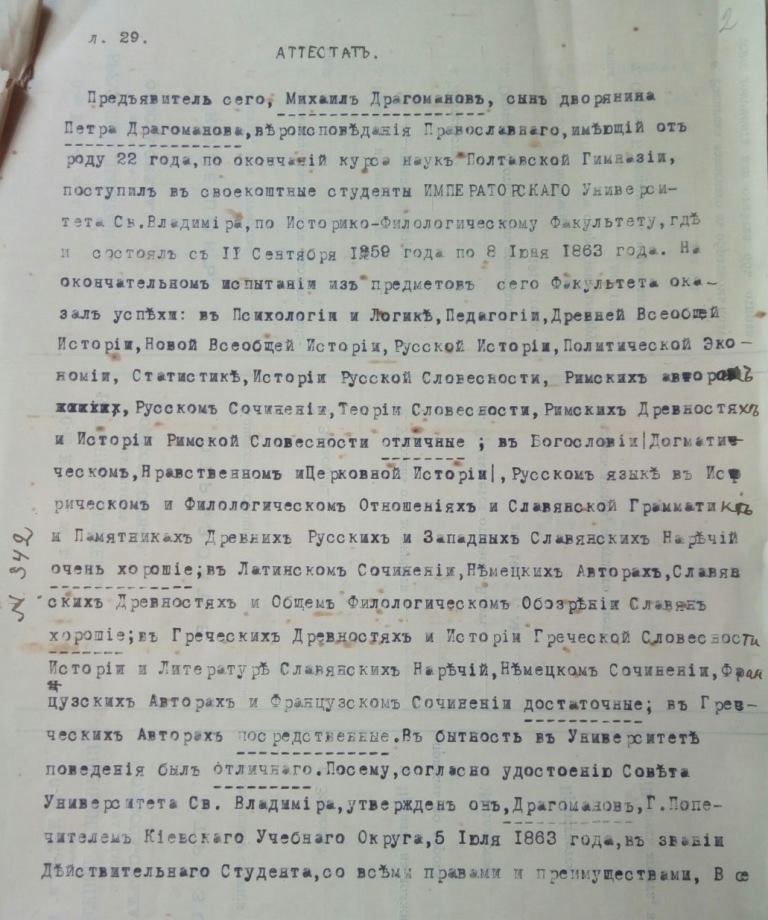 л. 29.
2
АТТЕСТАТЪ.
Предъявитель сего, Михаилъ Драгомановъ, сынъ дворянина
Петра Драгоманова,вѣроисповѣданія Православнаго,имѣющій отъ
роду 22 года,по окончаній курса наукъ Полтавской Гимназіи,
поступилъ въ своекоштные студенты ИМПЕРАТОРСКАГО Универси-
тета Св.Владиміра,по Историко-Филологическому Факультету,гдѣ
и состоялъ съ II Сентября 1859 года по 8 Іюня 1863 года. На
окончательномъ испытаніи изъ предметовъ сего Факультета ока-
залъ успѣхи: въ Психологіи и Логикѣ,Педагогіи,Древней Всеобщей
Исторіи,Новой Всеобщей Исторіи,Русской Исторіи,Политической Эко-
номіи, Статистикѣ,Исторіи Русской Словесности, Римскихъ
Русскомъ Сочиненіи,Теоріи Словесности,Римскихъ Древностяхъ
и Исторіи Римской Словесности отличные ; въ Богословіи|Догмати-
ческомъ,Нравственномъ иЦерковной Исторіи|,Русскомъ языкѣ въ Ист
рическомъ и Филологическомъ Отношеніяхъ и Славянской Грамматикѣ
и Памятникахъ Древнихъ Русскихъ и Западныхъ Славянскихъ Нарѣчій
очень хорошіе;въ Латинскомъ Сочиненіи,Нѣмецкихъ Авторахъ,Славян
скихъ Древностяхъ и Общемъ Филологическомъ Обозрѣніи Славянъ
хорошіе;въ Греческихъ Древностяхъ и Исторіи Греческой Словесности
Исторіи и Литературѣ Славянскихъ Нарѣчій,Нѣмецкомъ Сочиненіи,Фран
цузскихъ Авторахъ и Французскомъ Сочиненіи достаточные; въ Гре-
ческихъ Авторахъ посредственные.Въ бытность въ Университетѣ
поведенія былъ отличнаго.Посему,согласно удостоенію Совѣта
Университета Св. Владиміра,утвержденъ онъ,Драгомановъ,Г.Попе-
чителемъ Кіевскаго Учебнаго Округа,5 Іюля 1863 года,въ званіи
Дѣйствительнаго Студента,со всѣми правами и преимуществами, В се
№ 342